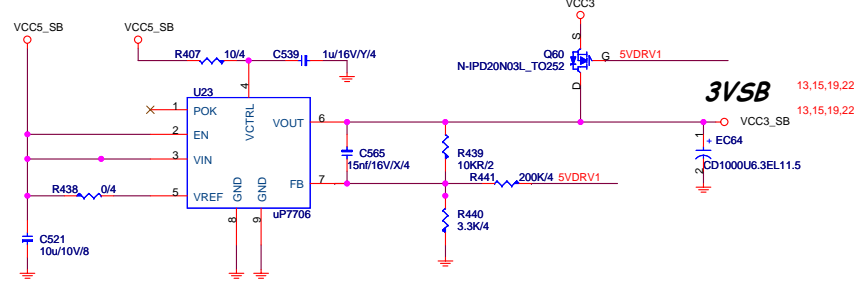 VCC3
VCC5_SB
VCC5_SB
R407
10/4
C539
1u/16V/Y/4
S
Q60
N-IPD20N03L_TO252
G
5VDRV1
D
3VSB
13,15,19,22
13,15,19,22
VCC3_SB
U23
4
1
POK
VCTRL
VOUT
6
2
EN
3
VIN
C565
15nf/16V/X/4
R439
10KR/2
1
+ EC64
CD1000U6.3EL11.5
2
FB
7
R441
200K/4
5VDRV1
R438
0/4
5
VREF
GND
GND
8
9
uP7706
R440
3.3K/4
C521
10u/10V/8